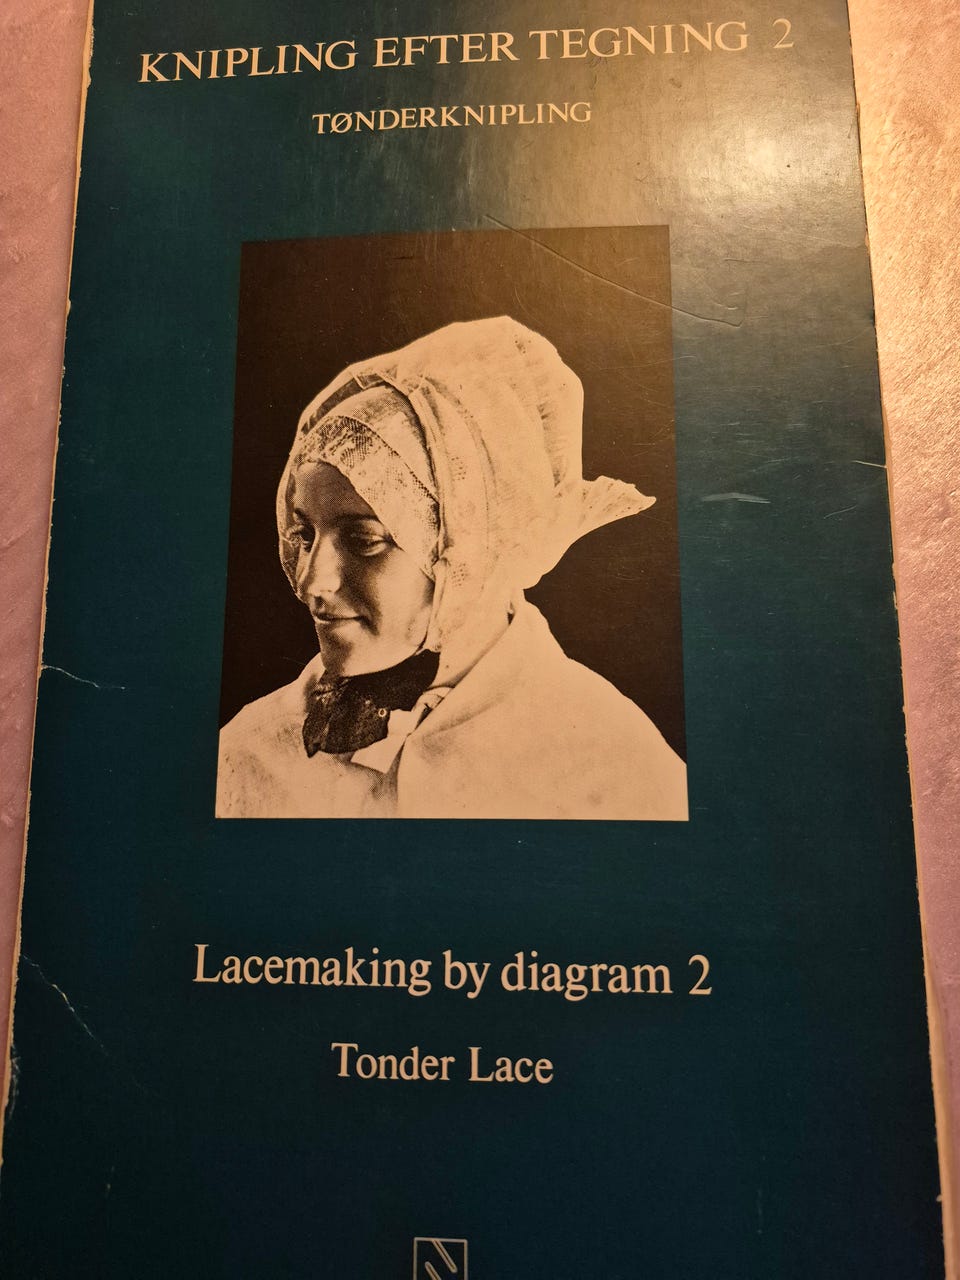 KNIPLING EFTER TEGNING 2
TØNDERKNIPLING
Lacemaking by diagram 2
Tonder Lace